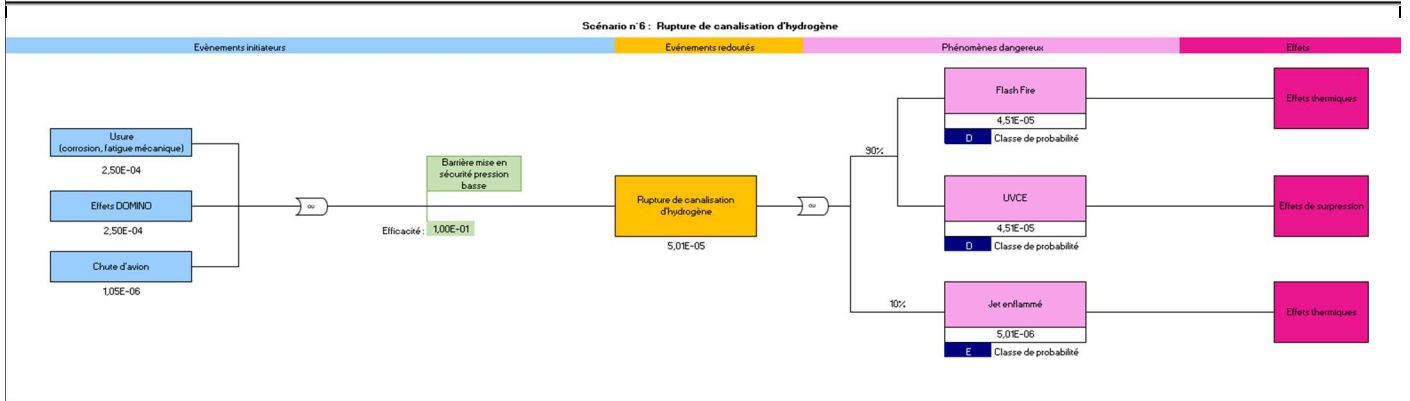 Scénario n°6 : Rupture de canalisation d'hydrogène
Evènements initiateurs
Evénements redoutés
Phénomènes dangereux
Effets
Usure
(corrosion, fatigue mécanique)
2,50E-04
Effets DOMINO
2,50E-04
Chute d'avion
1,05E-06
ou
Barrière mise en
sécurité pression
basse
Efficacité :
1,00E-01
Rupture de canalisation
d'hydrogène
5,01E-05
ou
90%
10%
Flash Fire
4,51E-05
D
Classe de probabilité
UVCE
4,51E-05
D
Classe de probabilité
Jet enflammé
5,01E-06
E
Classe de probabilité
Effets thermiques
Effets de surpression
Effets thermiques